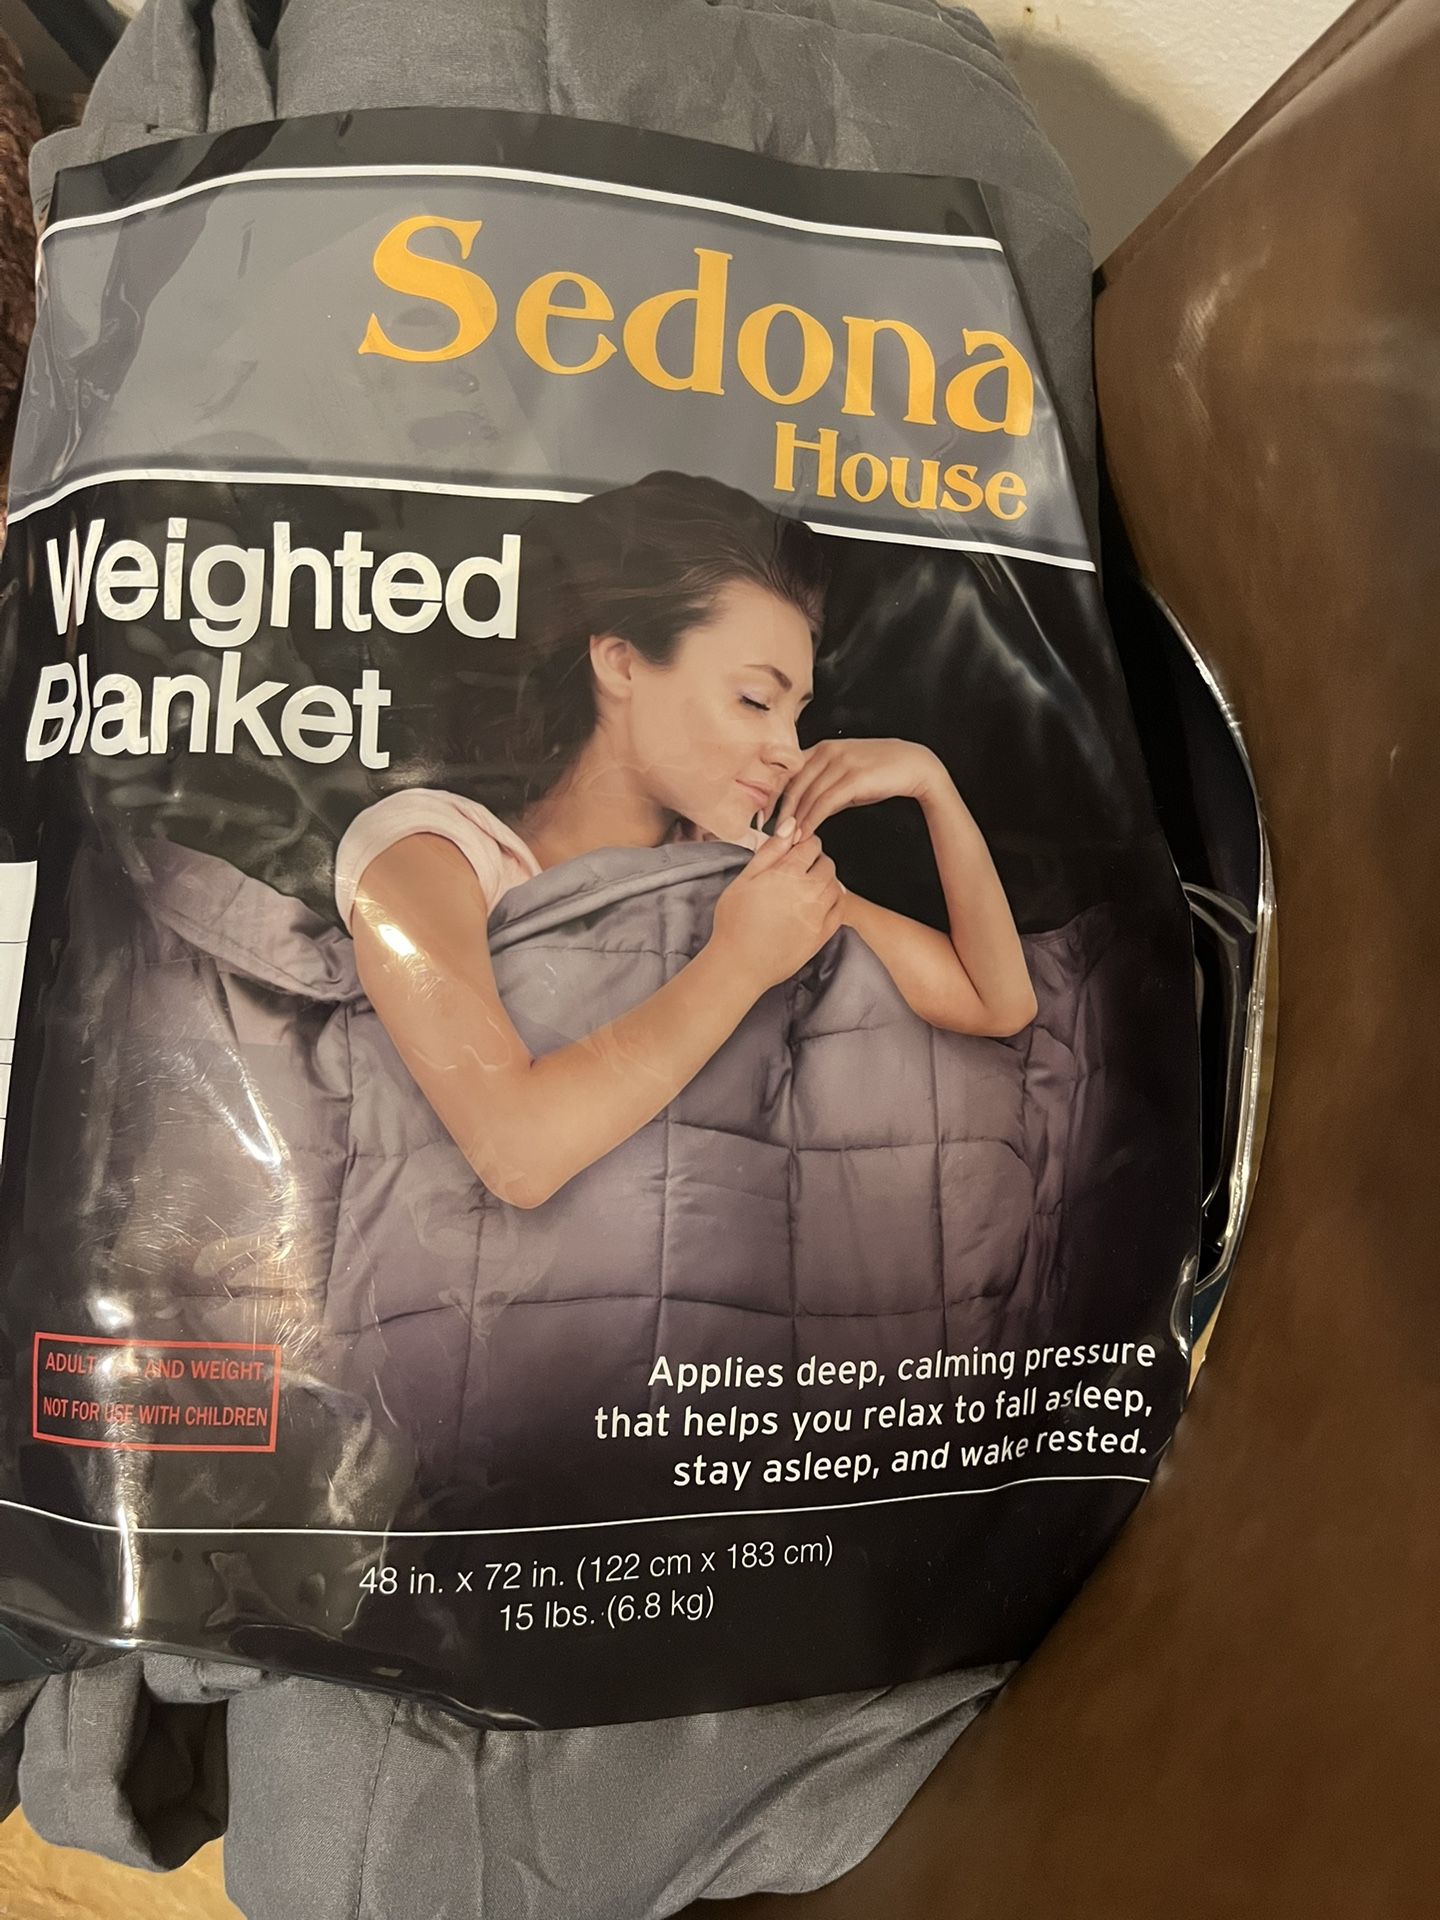 Sedona
House
Weighted
Blanket
ADULT AND WEIGHT,
NOT FOR USE WITH CHILDREN
Applies deep, calming pressure
that helps you relax to fall asleep,
stay asleep, and wake rested.
48 in. x 72 in. (122 cm x 183 cm)
15 lbs. (6.8 kg)